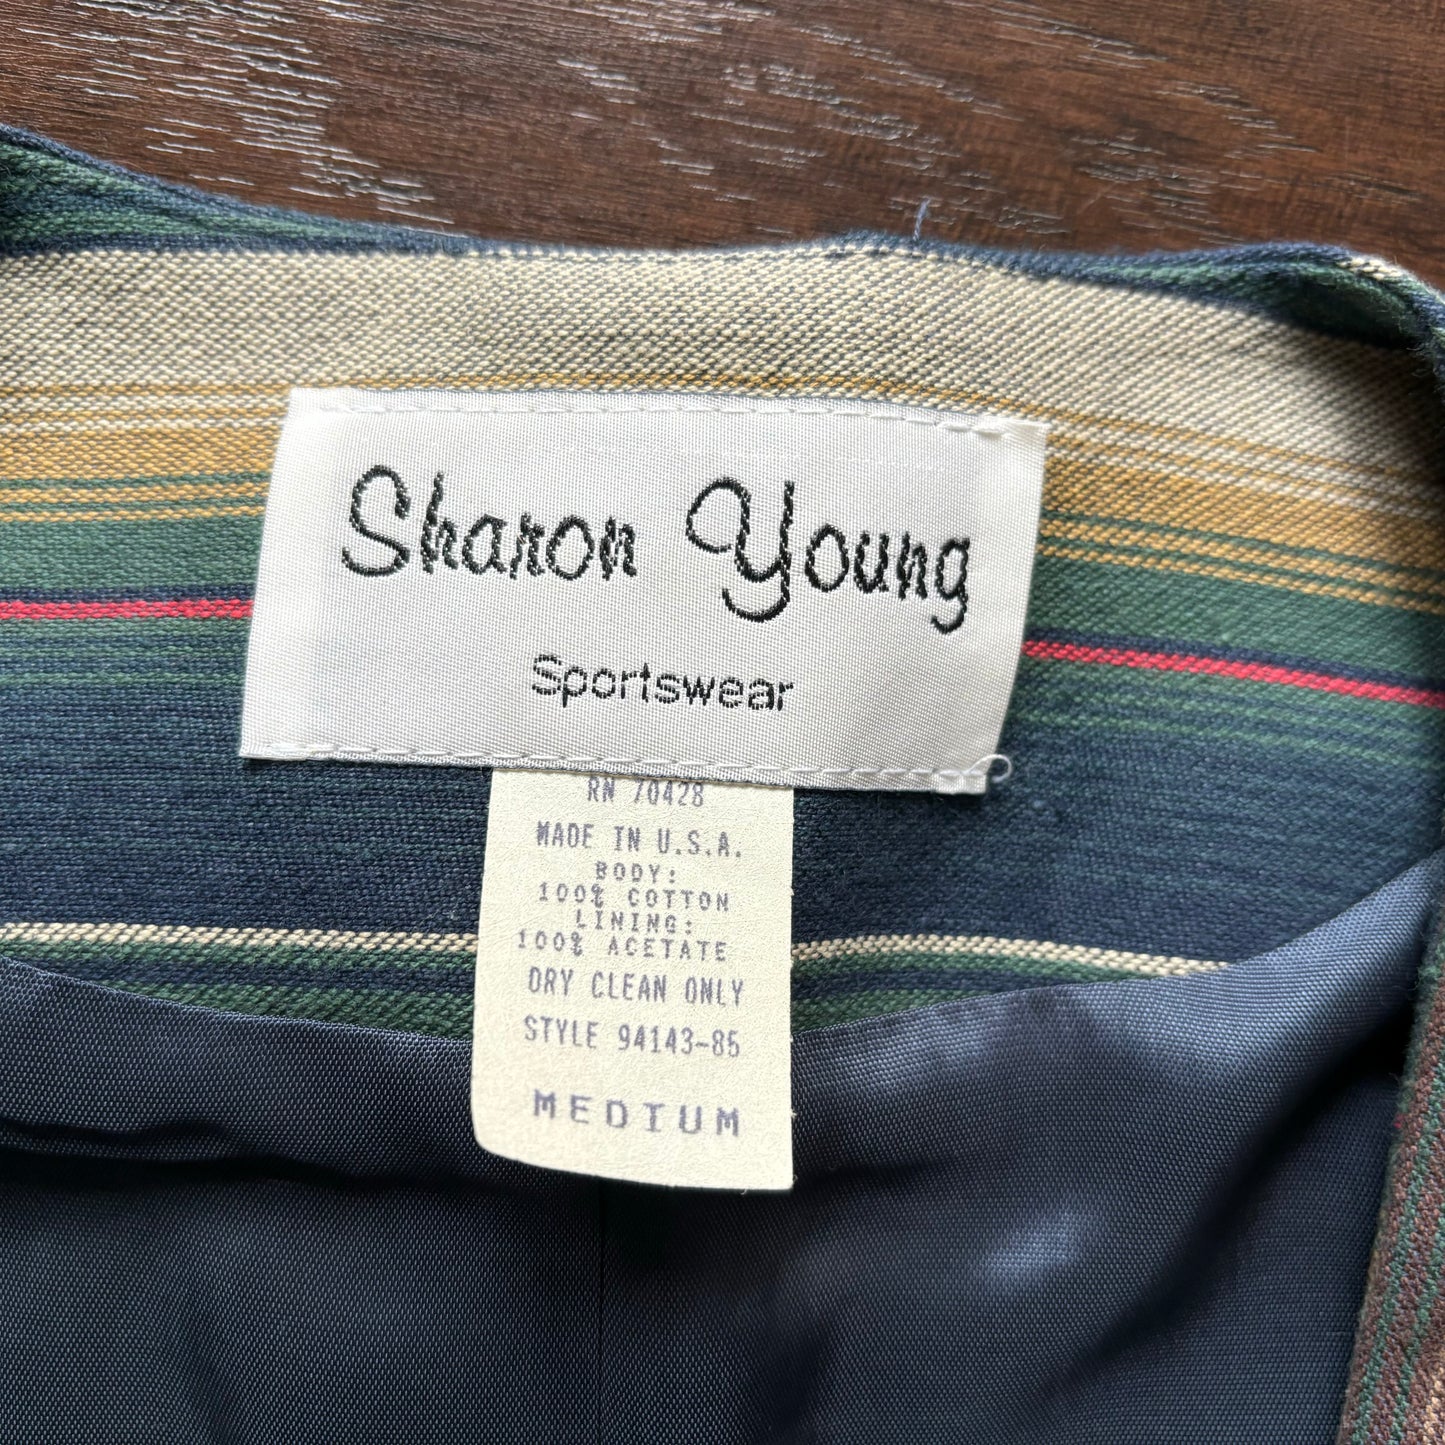 Sharon Young
Sportswear
RN 70428
MADE IN U.S.A.
BODY:
100% COTTON
LINING:
100% ACETATE
DRY CLEAN ONLY
STYLE 94143-85
MEDIUM